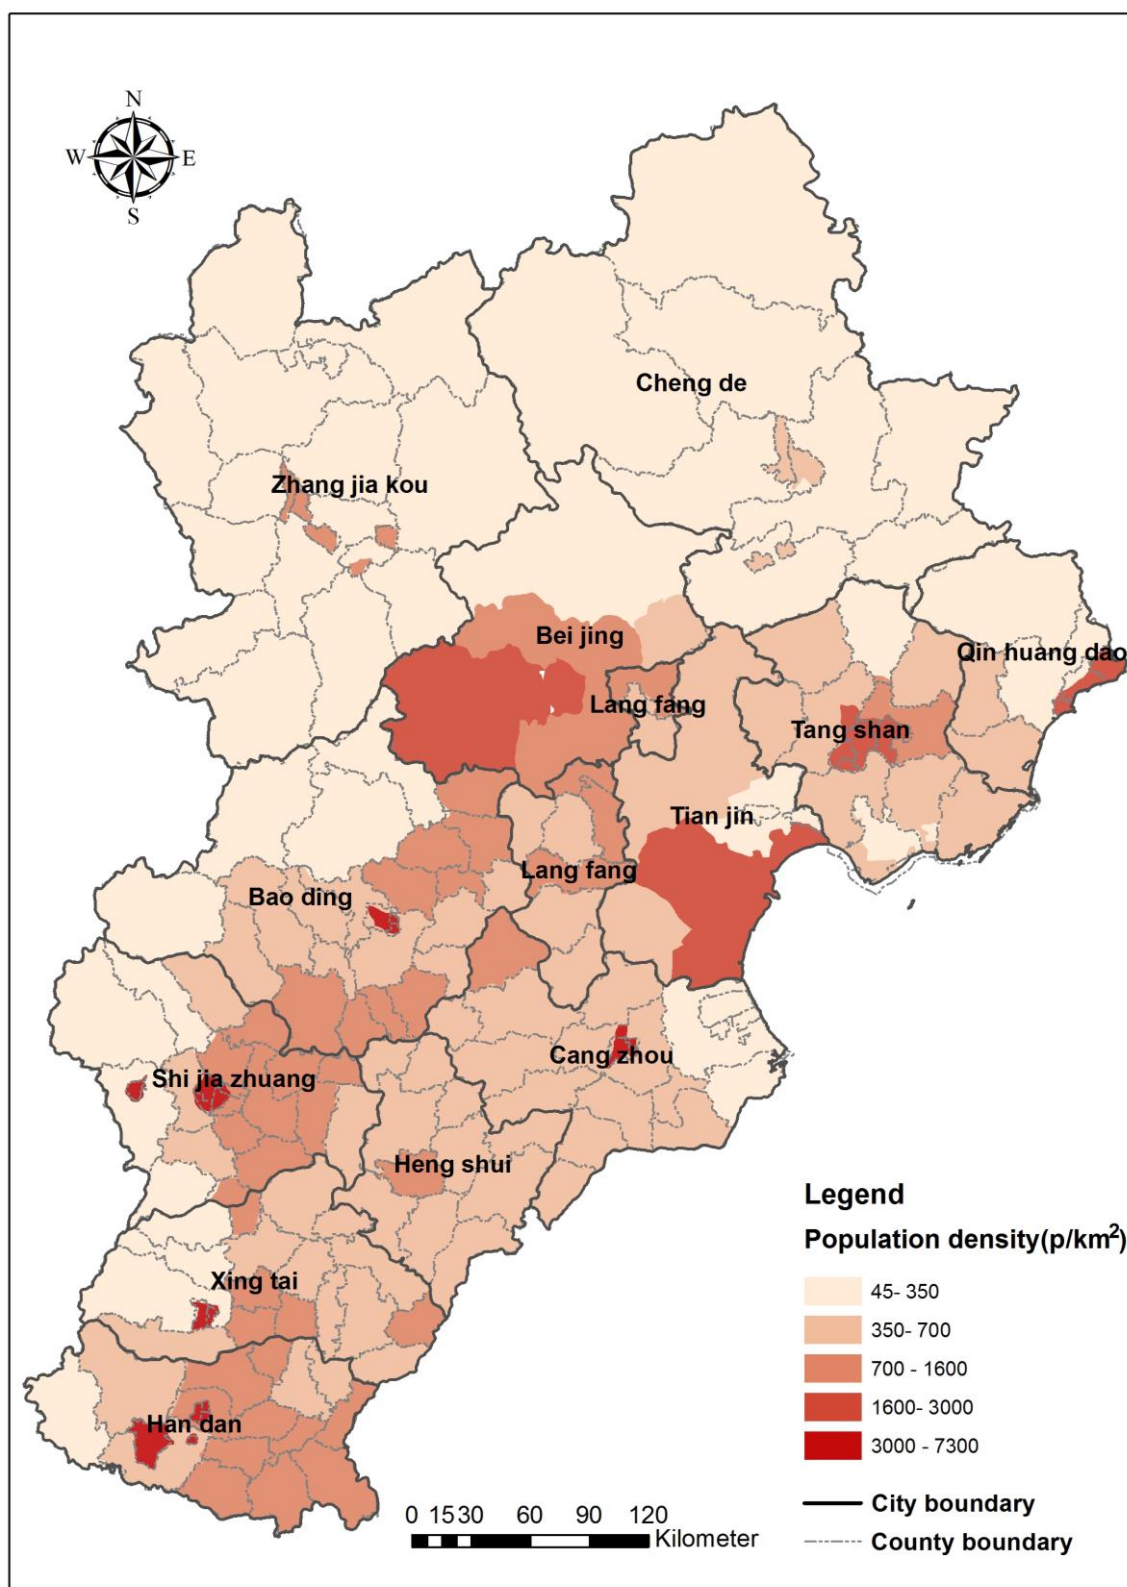 N
W E
S
Cheng de
Zhang jia kou
Bei jing
Qin huang dao
Lang fang
Tang shan
Tian jin
Lang fang
Bao ding
Cang zhou
Shi jia zhuang
Heng shui
Xing tai
Han dan
Legend
Population density(p/km²)
45- 350
350- 700
700 - 1600
1600- 3000
3000 - 7300
City boundary
County boundary
0 15 30 60 90 120
Kilometer